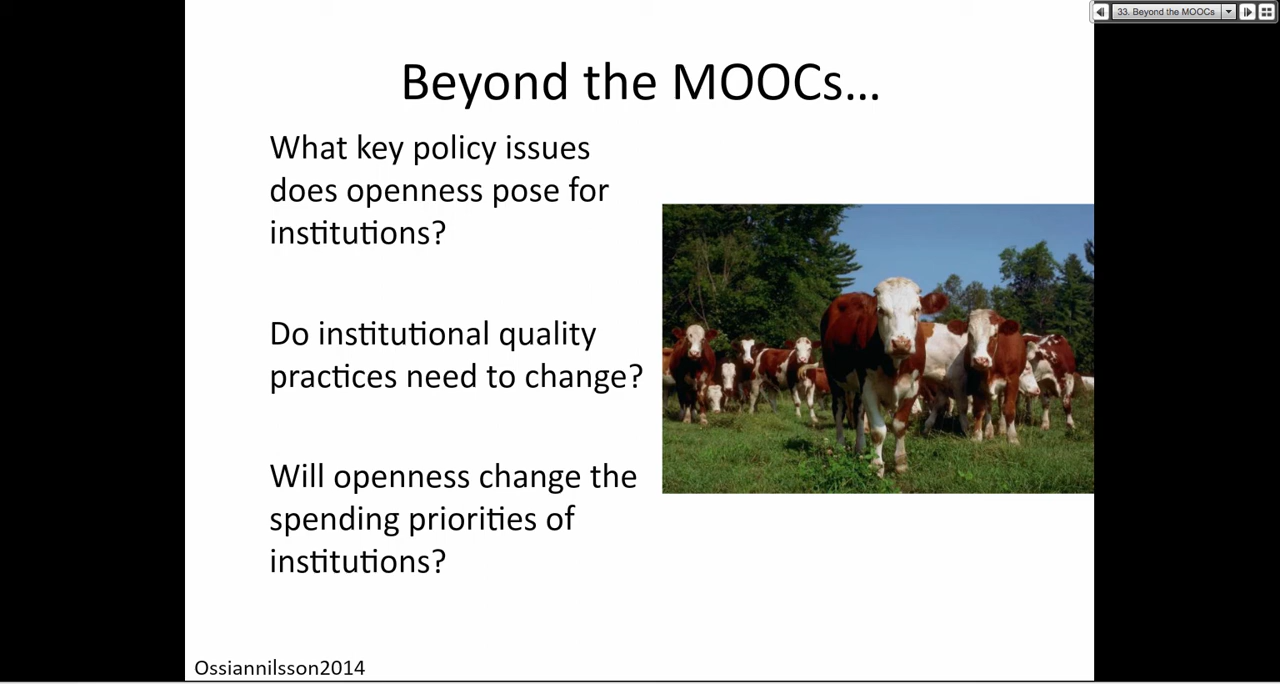 33. Beyond the MOOCs
Beyond the MOOCs...
What key policy issues
does openness pose for
institutions?
Do institutional quality
practices need to change?
Will openness change the
spending priorities of
institutions?
Ossiannilsson2014